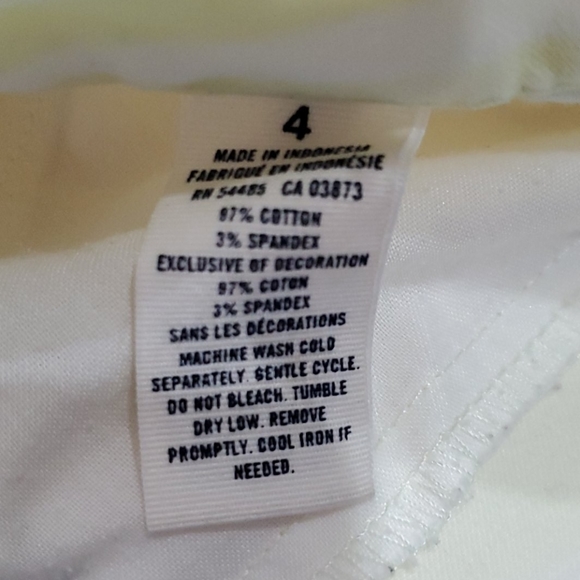 4
MADE IN INDONESIA
FABRIQUÉ EN INDONÉSIE
RN 54485 CA 03873
97% COTTON
3% SPANDEX
EXCLUSIVE OF DECORATION
97% COTON
3% SPANDEX
SANS LES DÉCORATIONS
MACHINE WASH COLD
SEPARATELY. GENTLE CYCLE.
DO NOT BLEACH. TUMBLE
DRY LOW. REMOVE
PROMPTLY. COOL IRON IF
NEEDED.